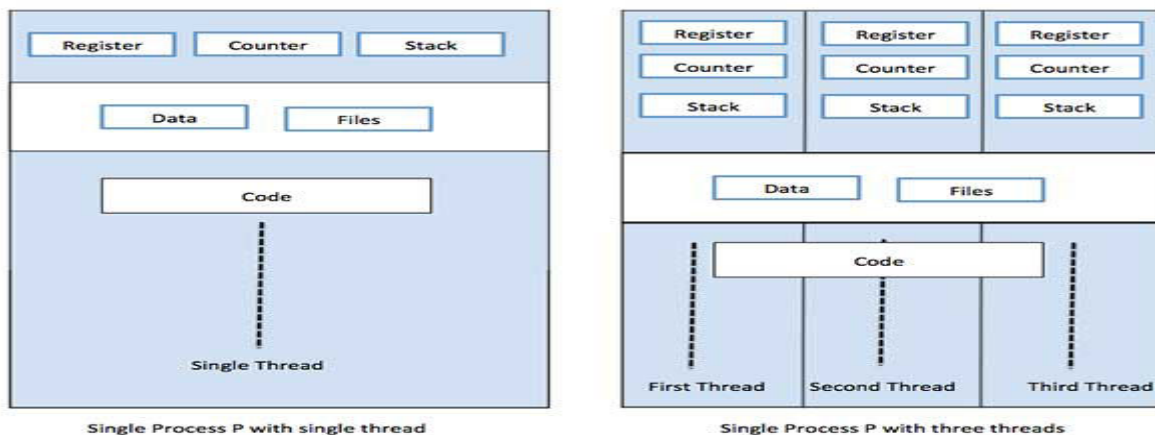 Register Counter Stack
Data Files
Code
Single Thread
Single Process P with single thread
Register Register Register
Counter Counter Counter
Stack Stack Stack
Data Files
Code
First Thread Second Thread Third Thread
Single Process P with three threads